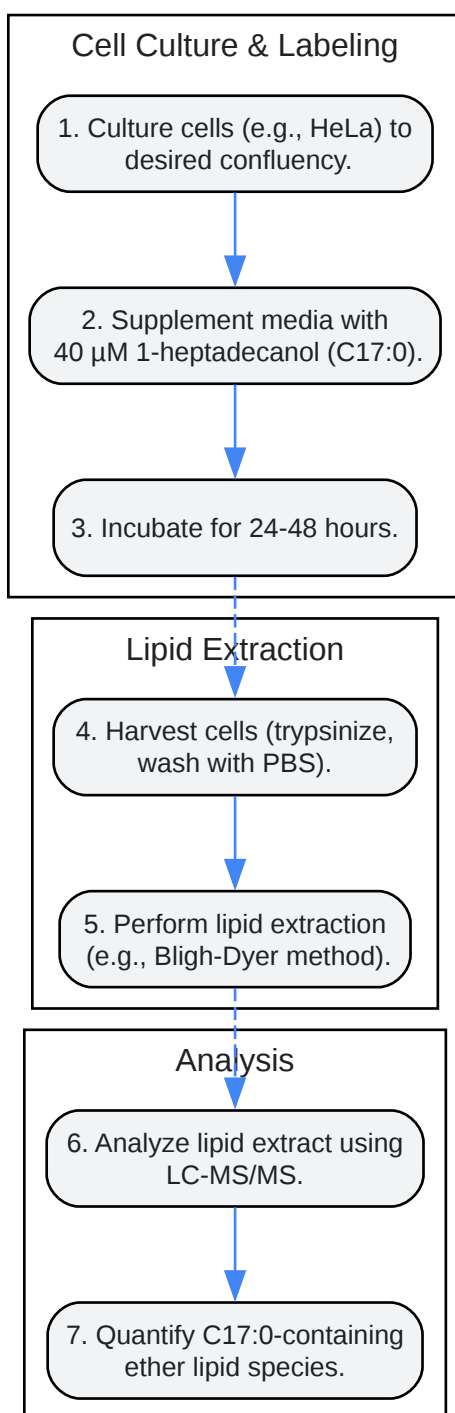 Cell Culture & Labeling
1. Culture cells (e.g., HeLa) to
desired confluency.
2. Supplement media with
40 µM 1-heptadecanol (C17:0).
3. Incubate for 24-48 hours.
Lipid Extraction
4. Harvest cells (trypsinize,
wash with PBS).
5. Perform lipid extraction
(e.g., Bligh-Dyer method).
Analysis
6. Analyze lipid extract using
LC-MS/MS.
7. Quantify C17:0-containing
ether lipid species.